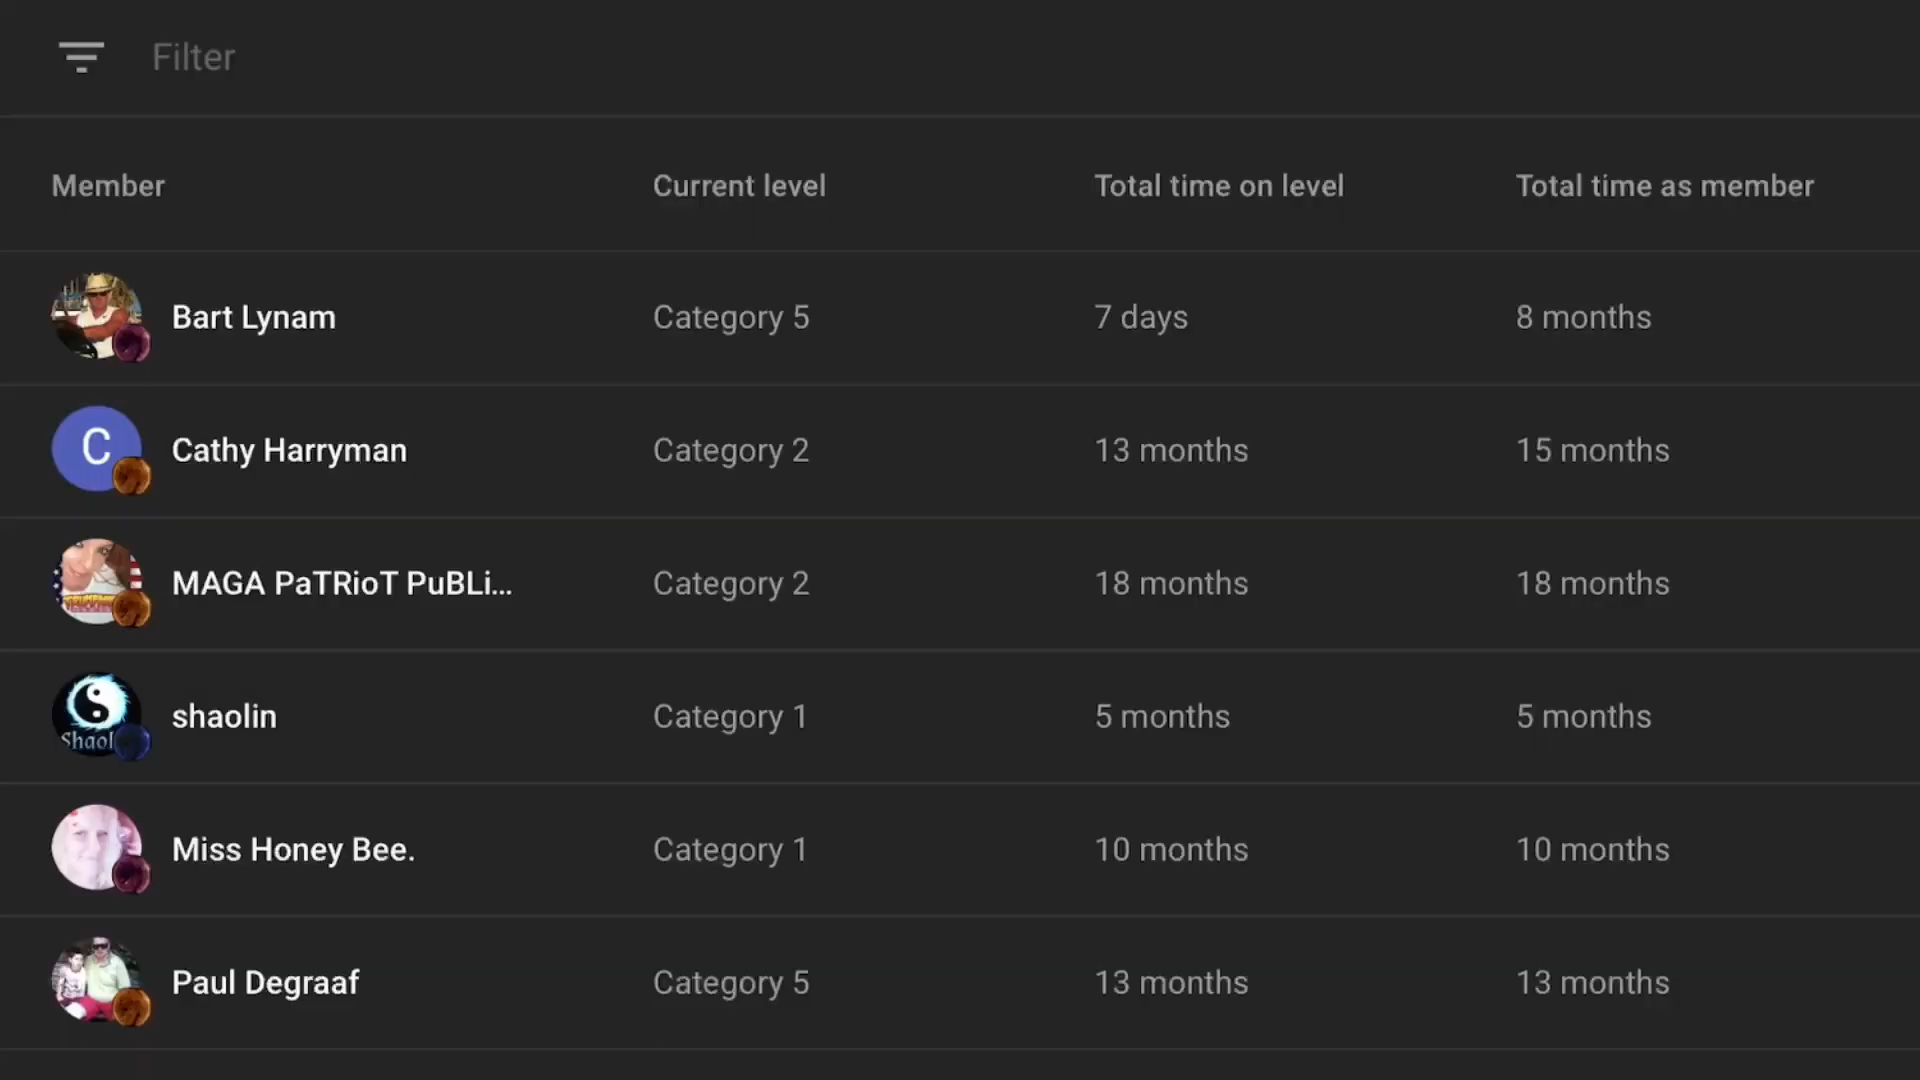 Filter
Member Current level Total time on level Total time as member
Bart Lynam Category 5 7 days 8 months
C
Cathy Harryman Category 2 13 months 15 months
MAGA PaTRioT PuBLi... Category 2 18 months 18 months
Shaol
shaolin Category 1 5 months 5 months
Miss Honey Bee. Category 1 10 months 10 months
Paul Degraaf Category 5 13 months 13 months